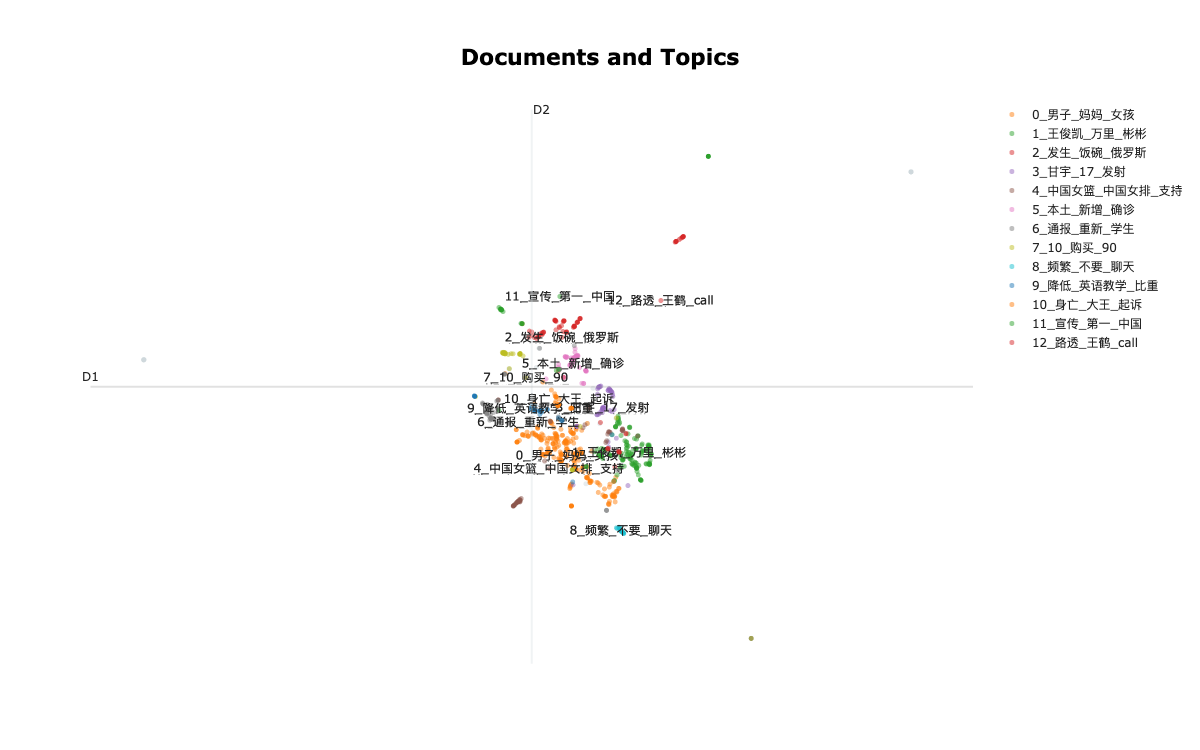 Documents and Topics
D2
D1
0_男子_妈妈_女孩
1_王俊凯_万里_彬彬
2_发生_饭碗_俄罗斯
3_甘字_17_发射
4_中国女篮_中国女排_支持
5_本土_新增_确诊
6_通报_重新_学生
7_10_购买_90
8_频繁_不要_聊天
9_降低_英语教学_比重
10_身亡_大王_起诉
11_宣传_第一_中国
12_路透_王鹤_call
11_宣传_第一_中国
12_路透_王鹤_call
2_发生_饭碗_俄罗斯
5_本土_新增_确诊
7_10_购买_90
10_身亡_大王_起诉
9_降低_英语教学_比重
3_甘字_17_发射
6_通报_重新_学生
0_男子_妈妈_女孩
1_王俊凯_万里_彬彬
4_中国女篮_中国女排_支持
8_频繁_不要_聊天